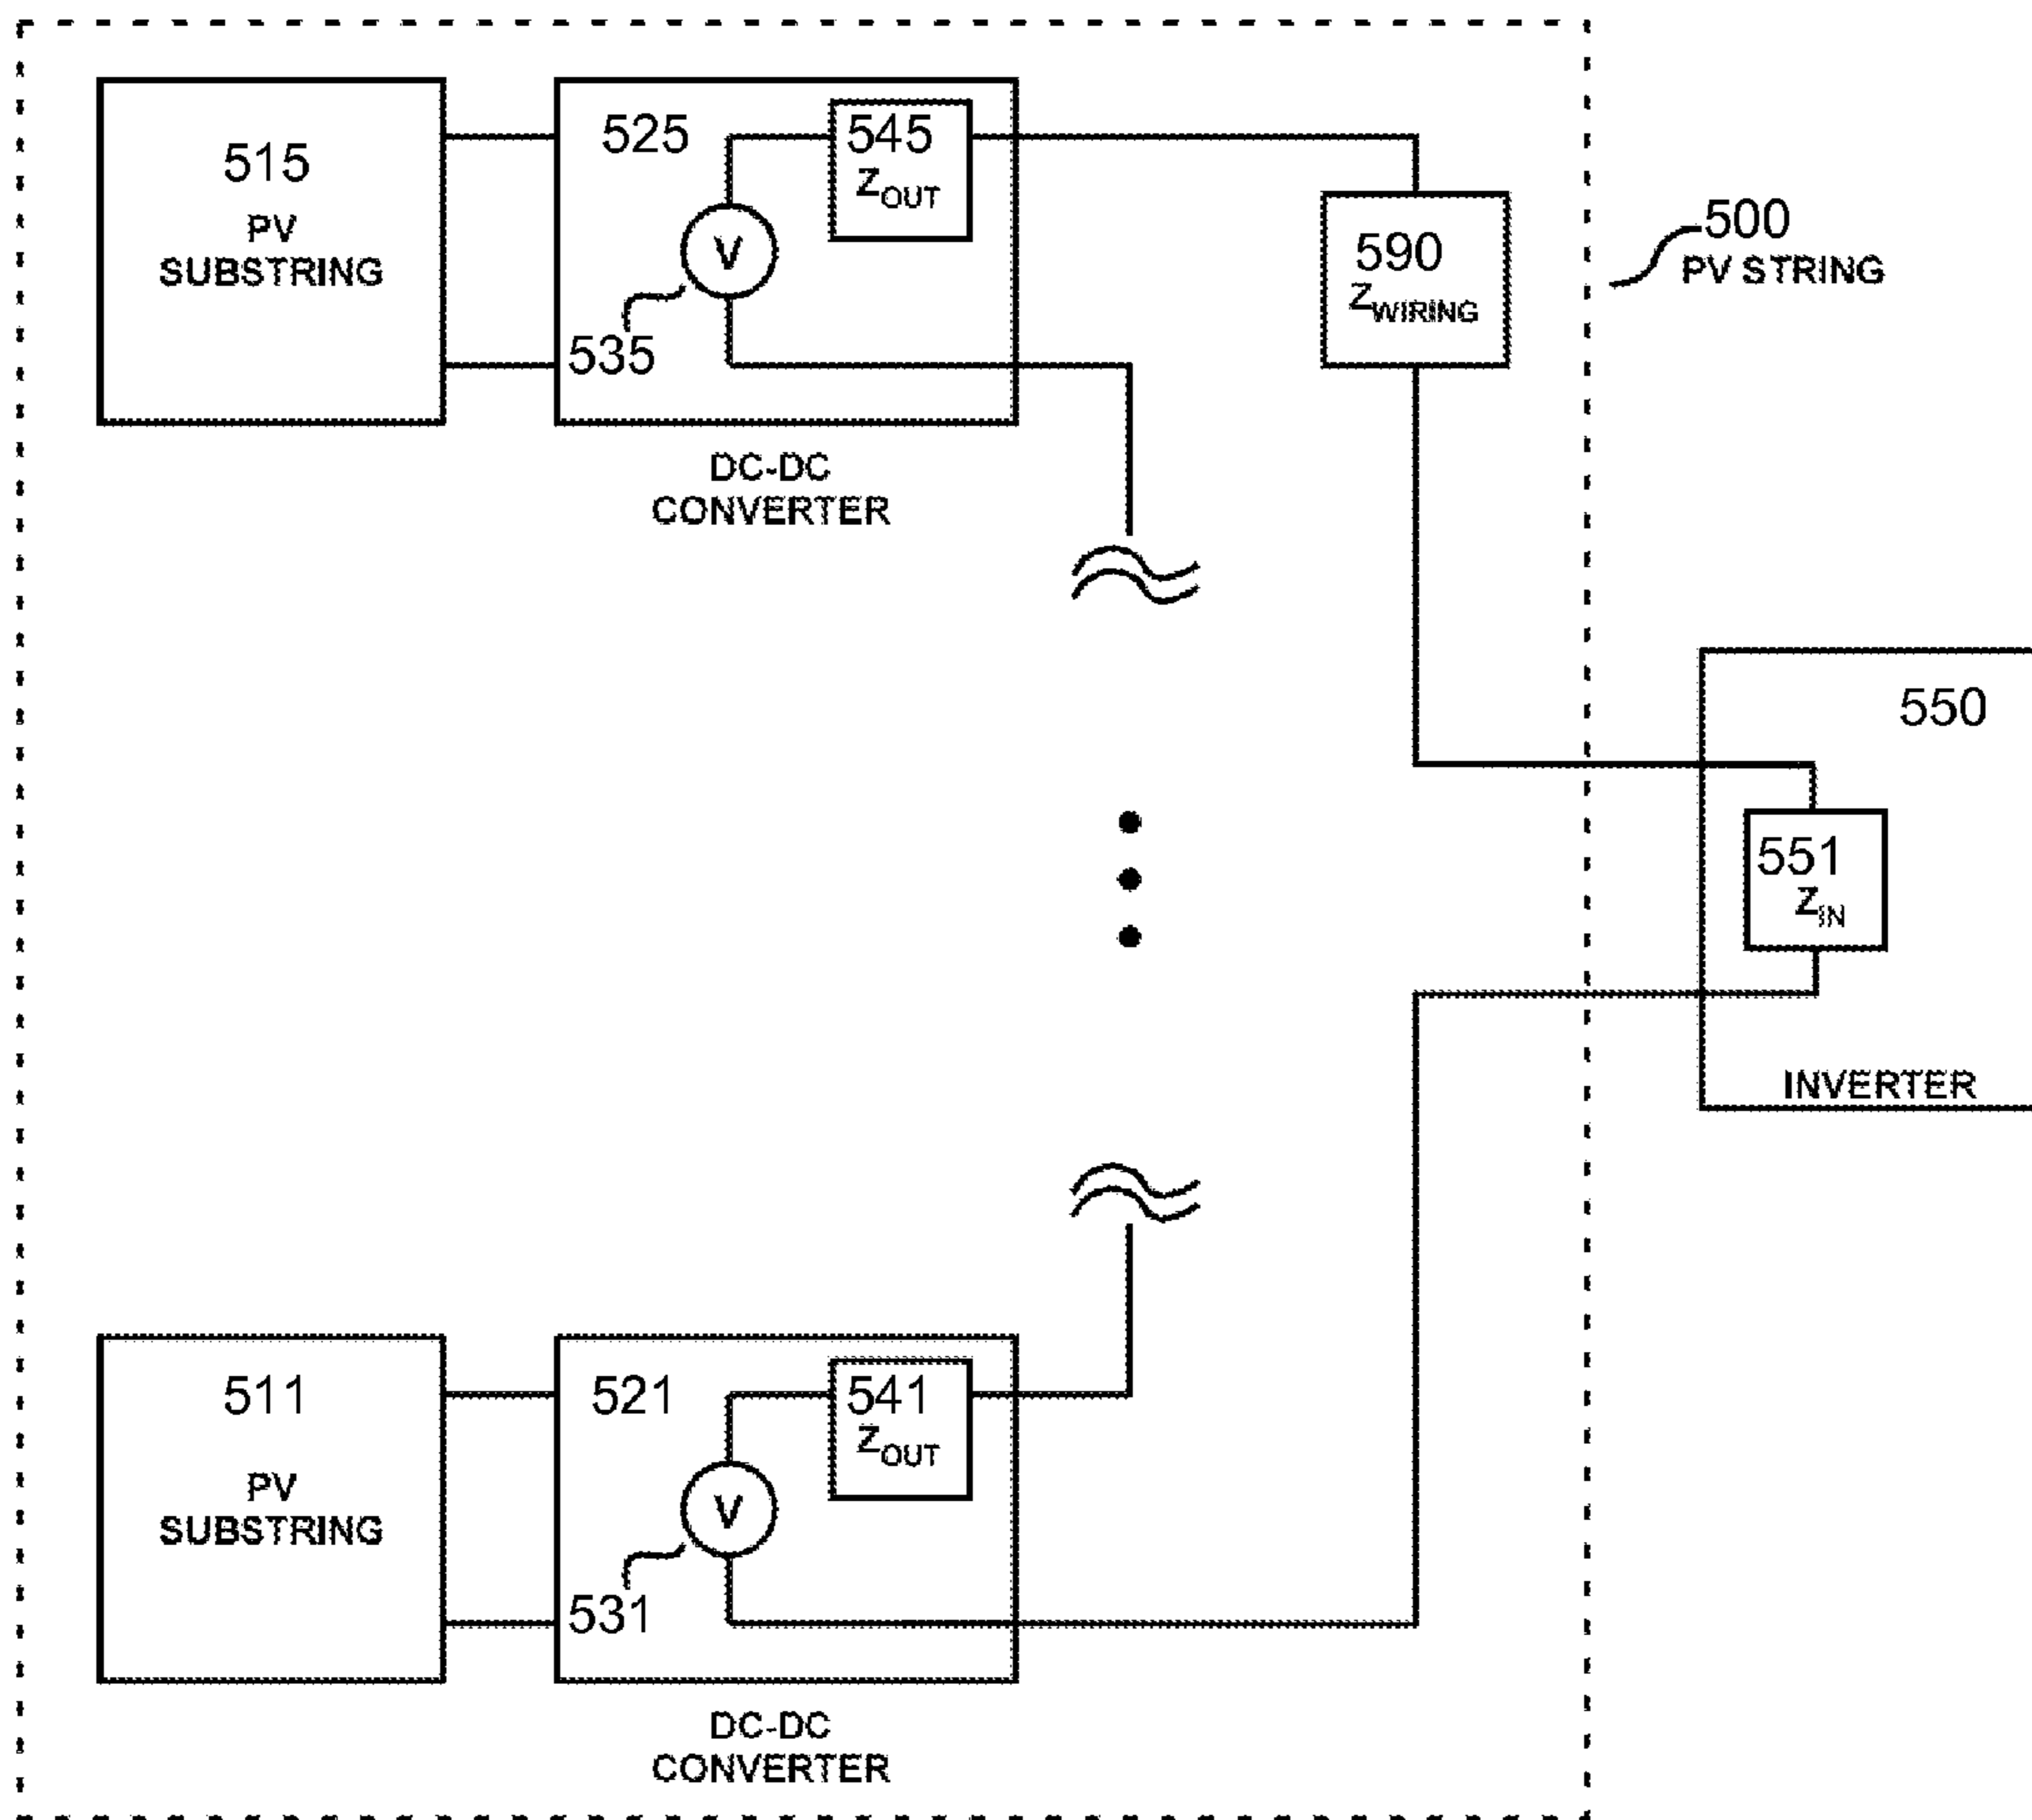 515
PV
SUBSTRING
525
545
ZOUT
V
535
DC-DC
CONVERTER
590
ZWIRING
500
PV STRING
550
551
ZIN
INVERTER
511
PV
SUBSTRING
521
541
ZOUT
V
531
DC-DC
CONVERTER